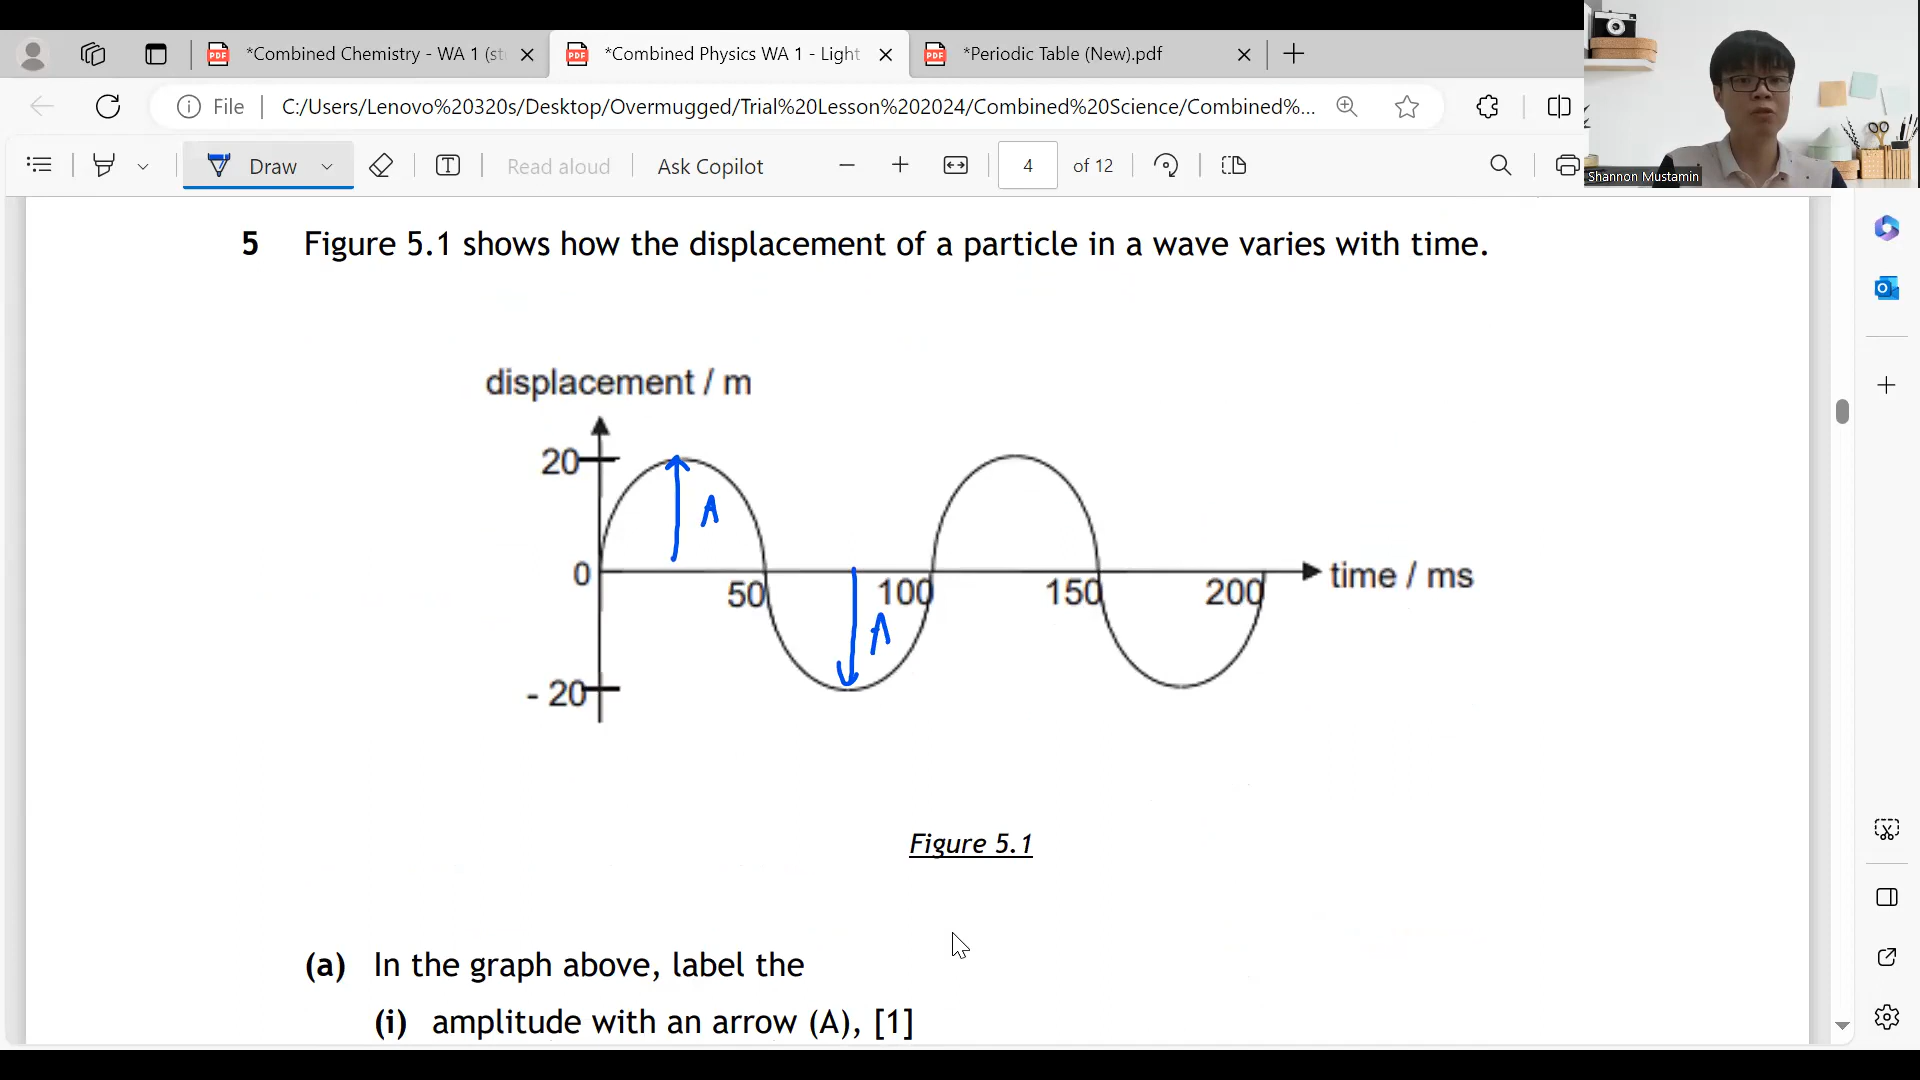 *Combined Chemistry - WA 1 (st
*Combined Physics WA 1 - Light
*Periodic Table (New).pdf
File
C:/Users/Lenovo%20320s/Desktop/Overmugged/Trial%20Lesson%202024/Combined%20Science/Combined%...
Draw
Read aloud
Ask Copilot
4 of 12
Shannon Mustamin
5 Figure 5.1 shows how the displacement of a particle in a wave varies with time.
displacement / m
20
A
0
50
100
150
200
time / ms
A
- 20
Figure 5.1
(a) In the graph above, label the
(i) amplitude with an arrow (A), [1]